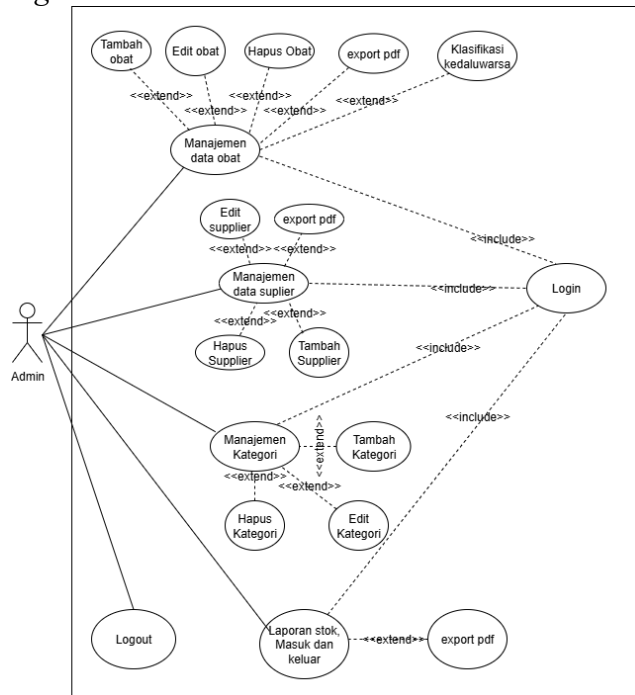 g
Tambah
obat
Edit obat
Hapus Obat
export pdf
Klasifikasi
kedaluwarsa
<<extend>>
<<extend>>
<<extend>>
<<extend>>
<<extend>>
Manajemen
data obat
Edit
supplier
export pdf
<<extend>>
<<extend>>
<<include>>
Manajemen
data suplier
<<include>>
Login
<<extend>>
<<extend>>
Hapus
Supplier
Tambah
Supplier
Admin
<<include>>
<<include>>
Manajemen
Kategori
<<extend>>
Tambah
Kategori
<<extend>>
<<extend>>
Hapus
Kategori
Edit
Kategori
Logout
Laporan stok,
Masuk dan
keluar
<<extend>>
export pdf